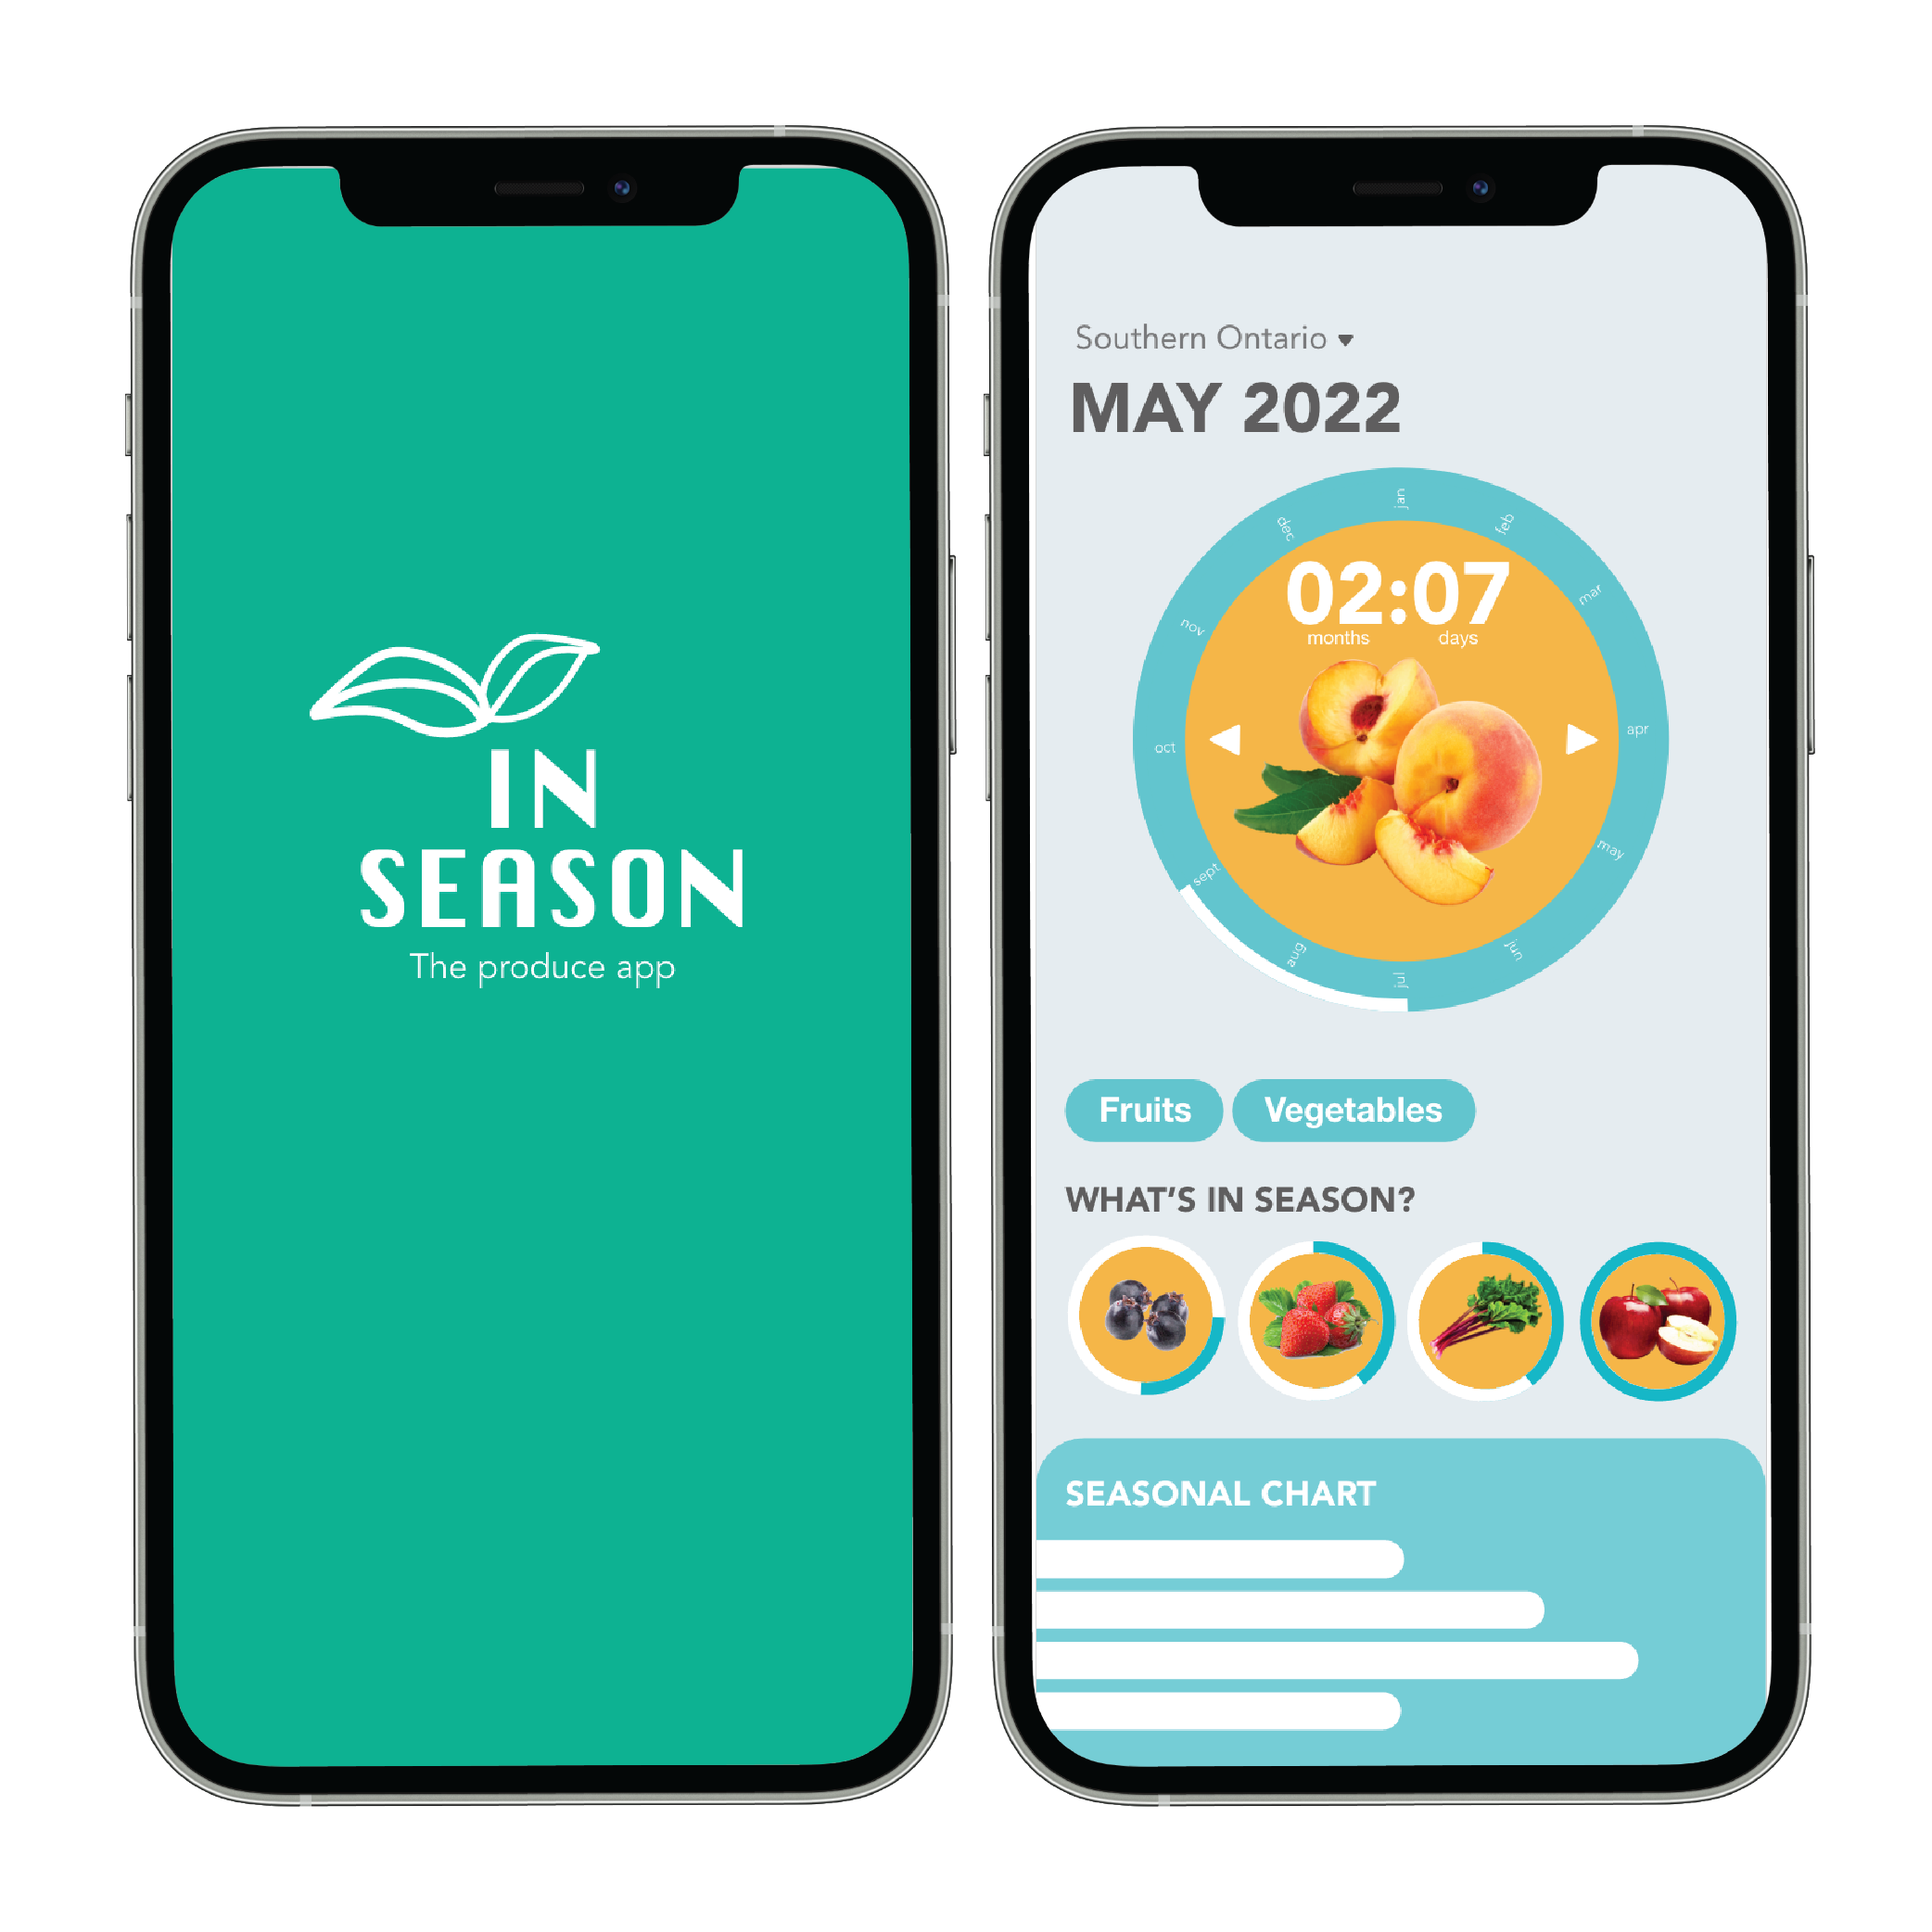 IN
SEASON
The produce app
Southern Ontario
MAY 2022
jan
feb
mar
apr
may
jun
jul
aug
sept
oct
nov
dec
02:07
months days
Fruits Vegetables
WHAT'S IN SEASON?
SEASONAL CHART